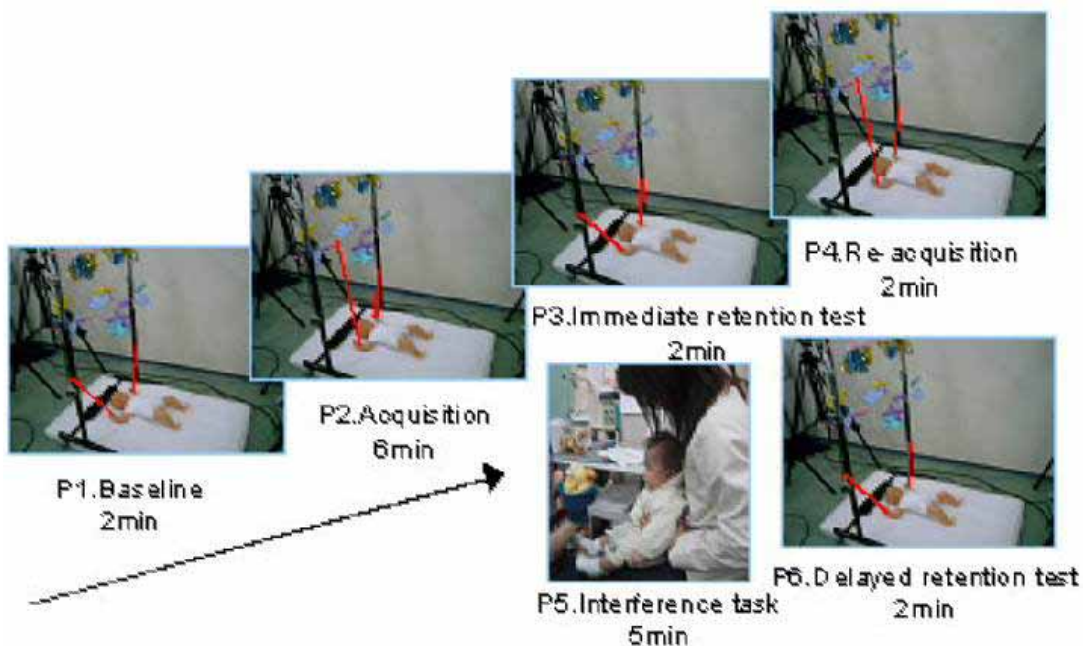 P1.Baseline
2min
P2.Acquisition
6min
P3.Immediate retention test
2min
P4.Re-acquisition
2min
P5.Interference task
5min
P6.Delayed retention test
2min